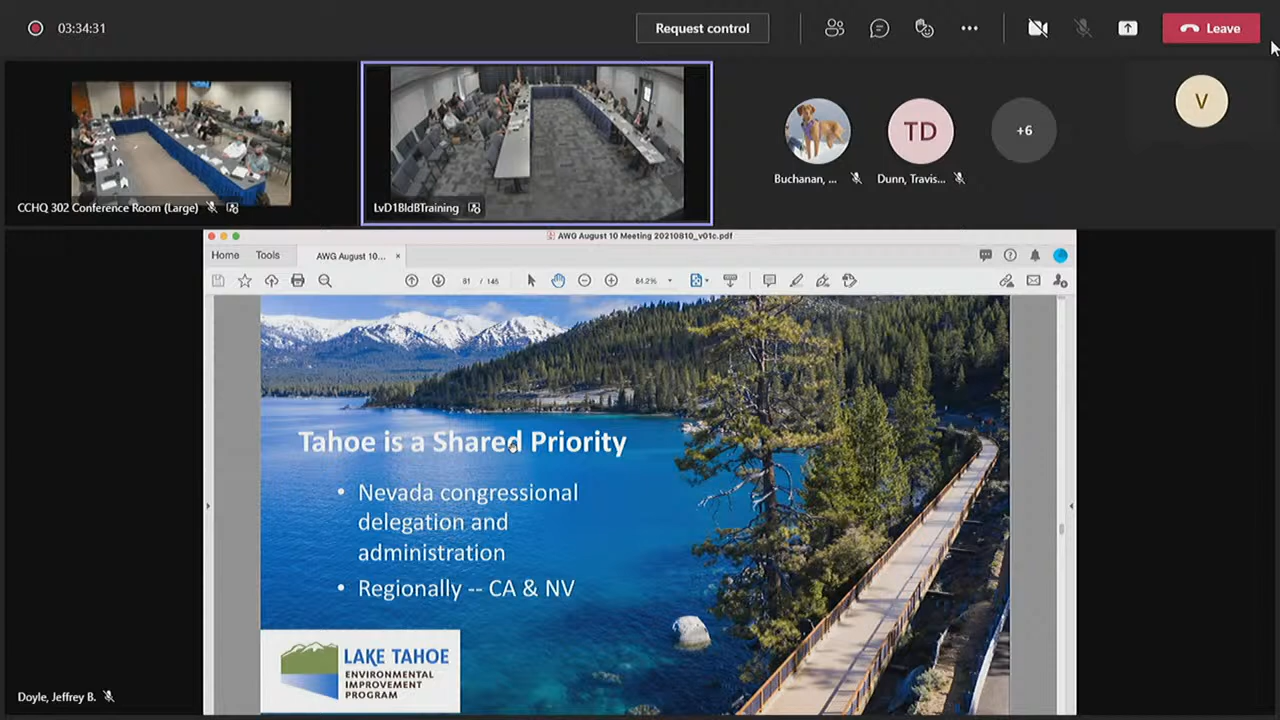 03:34:31
Request control
Leave
CCHQ 302 Conference Room (Large)
LvD1BldBTraining
Buchanan, ...
TD
Dunn, Travis...
+6
V
AWG August 10 Meeting 20210810_v01c.pdf
Home
Tools
AWG August 10...
×
81 / 146
84.2%
Tahoe is a Shared Priority
• Nevada congressional
delegation and
administration
• Regionally -- CA & NV
LAKE TAHOE
ENVIRONMENTAL
IMPROVEMENT
PROGRAM
Doyle, Jeffrey B.